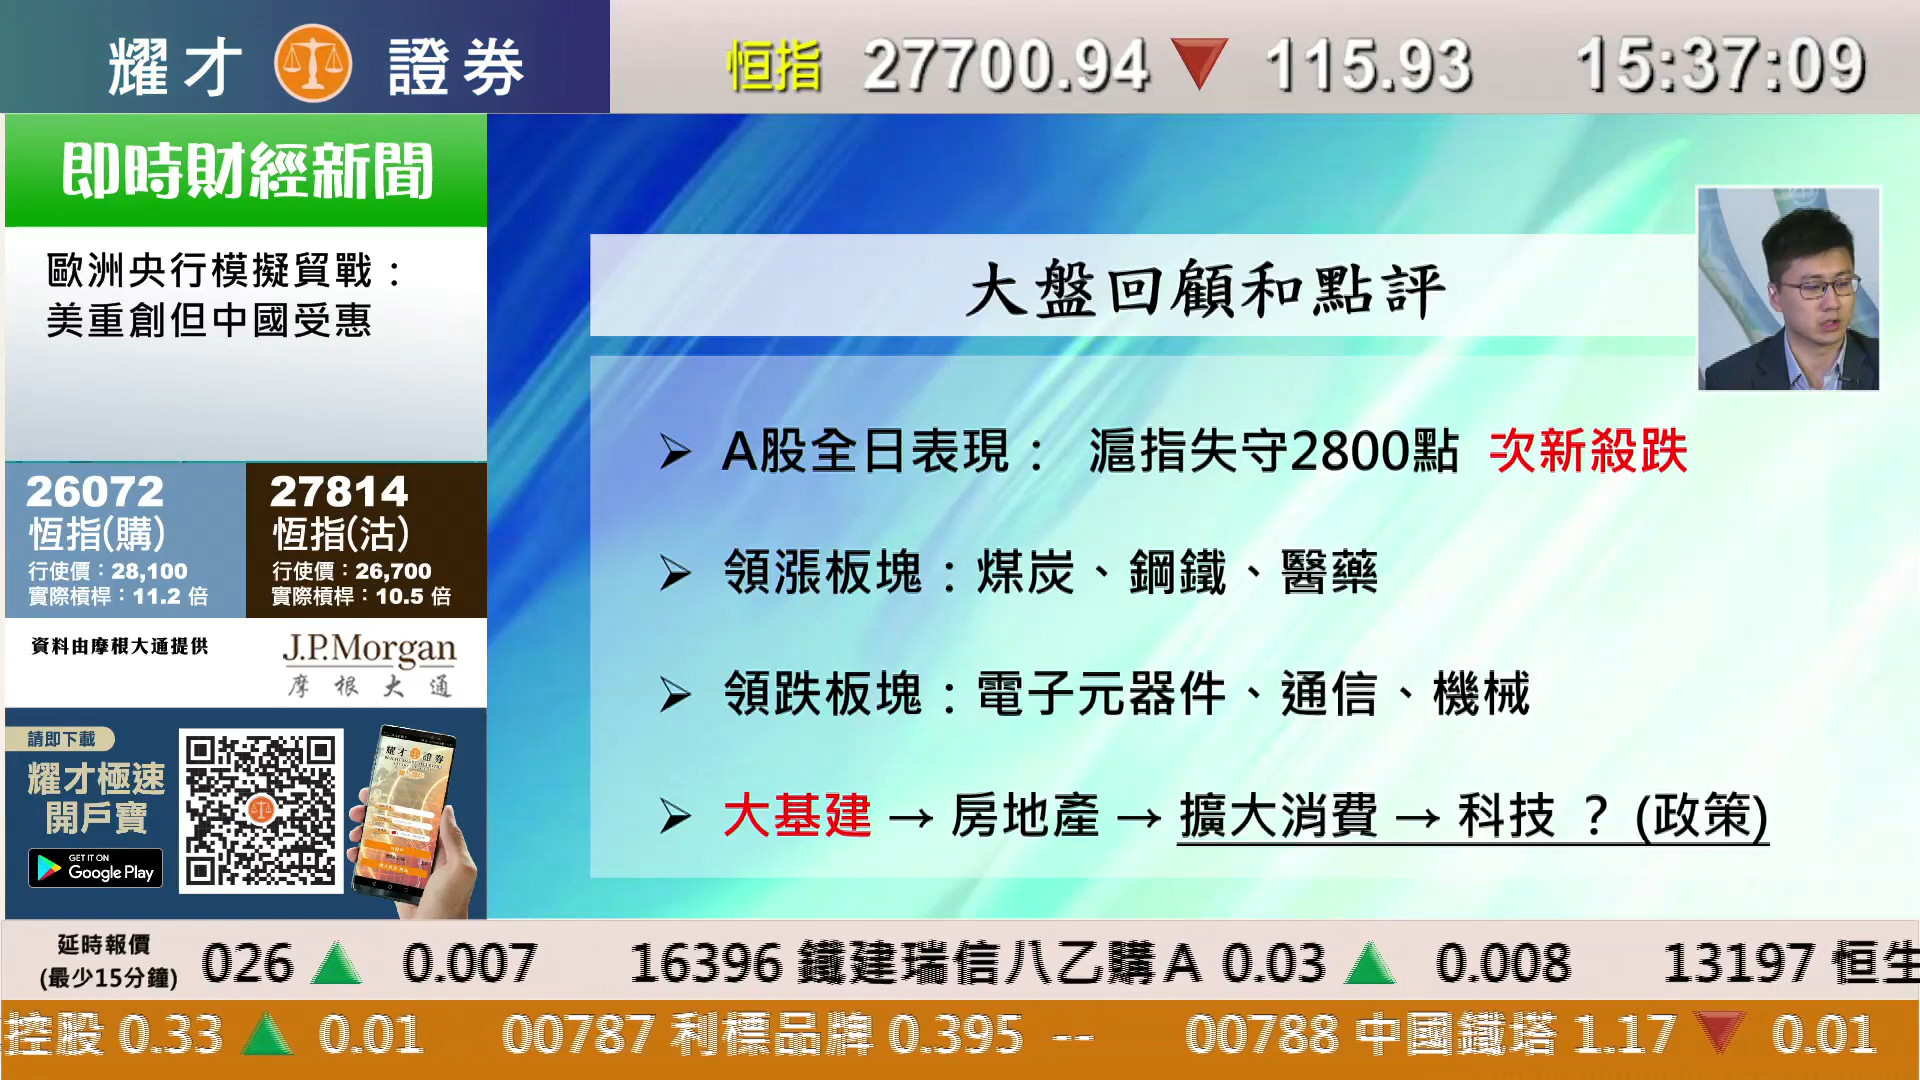 耀才 證券
恒指 27700.94 ▼ 115.93 15:37:09
即時財經新聞
歐洲央行模擬貿戰：
美重創但中國受惠
26072
恆指(購)
行使價：28,100
實際槓桿：11.2 倍
27814
恆指(沽)
行使價：26,700
實際槓桿：10.5 倍
資料由摩根大通提供
J.P.Morgan
摩根大通
請即下載
耀才極速
開戶寶
GET IT ON
Google Play
耀才證券
大盤回顧和點評
➢ A股全日表現： 滬指失守2800點 次新殺跌
➢ 領漲板塊：煤炭、鋼鐵、醫藥
➢ 領跌板塊：電子元器件、通信、機械
➢ 大基建 → 房地產 → 擴大消費 → 科技 ？ (政策)
延時報價
(最少15分鐘)
026 ▲ 0.007 16396 鐵建瑞信八乙購A 0.03 ▲ 0.008 13197 恒生
控股 0.33 ▲ 0.01 00787 利標品牌 0.395 -- 00788 中國鐵塔 1.17 ▼ 0.01